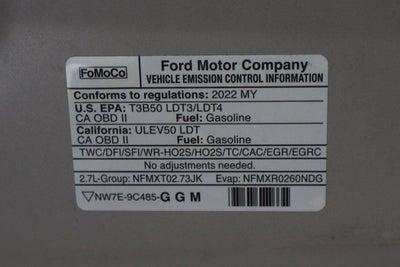 FoMoCo
Ford Motor Company
VEHICLE EMISSION CONTROL INFORMATION
Conforms to regulations: 2022 MY
U.S. EPA: T3B50 LDT3/LDT4
CA OBD II Fuel: Gasoline
California: ULEV50 LDT
CA OBD II Fuel: Gasoline
TWC/DFI/SFI/WR-HO2S/HO2S/TC/CAC/EGR/EGRC
No adjustments needed.
2.7L-Group: NFMXT02.73JK Evap: NFMXR0260NDG
NW7E-9C485-GGM